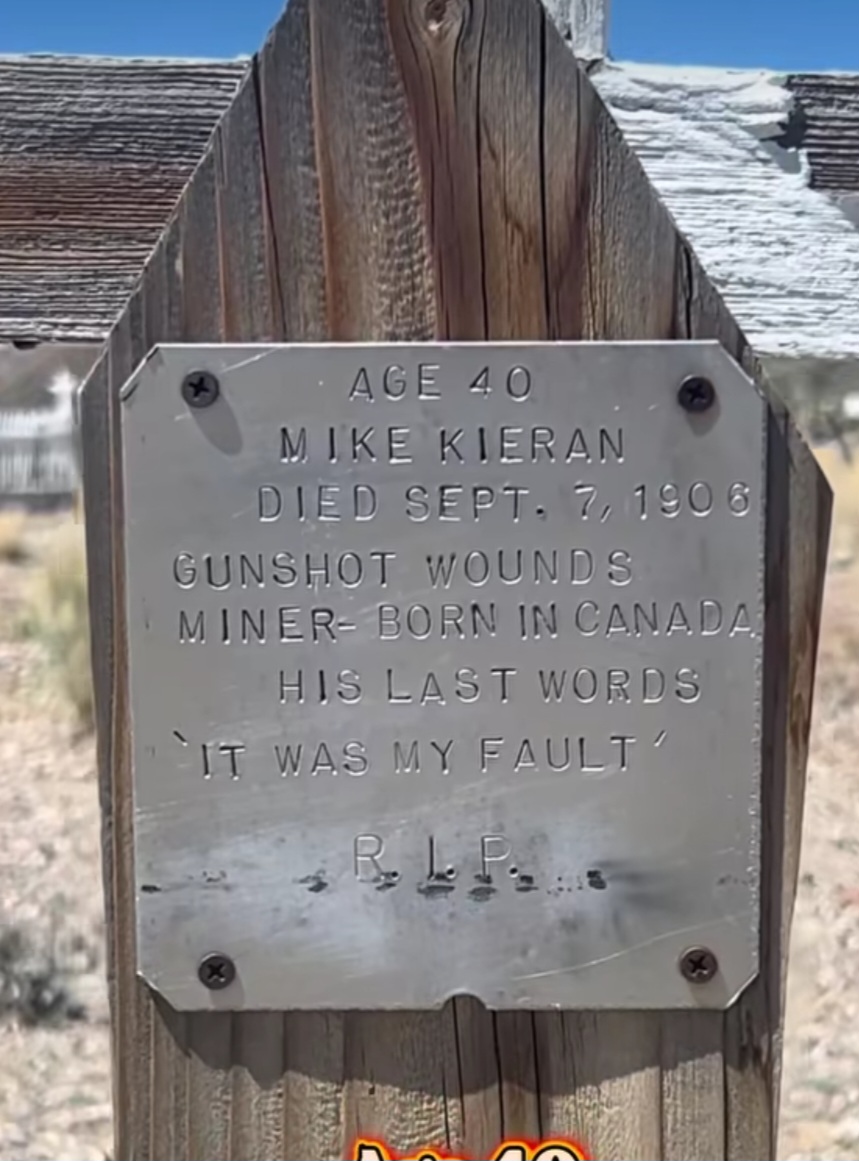 AGE 40
MIKE KIERAN
DIED SEPT. 7, 1906
GUNSHOT WOUNDS
MINER- BORN IN CANADA
HIS LAST WORDS
`IT WAS MY FAULT´
R.I.P.